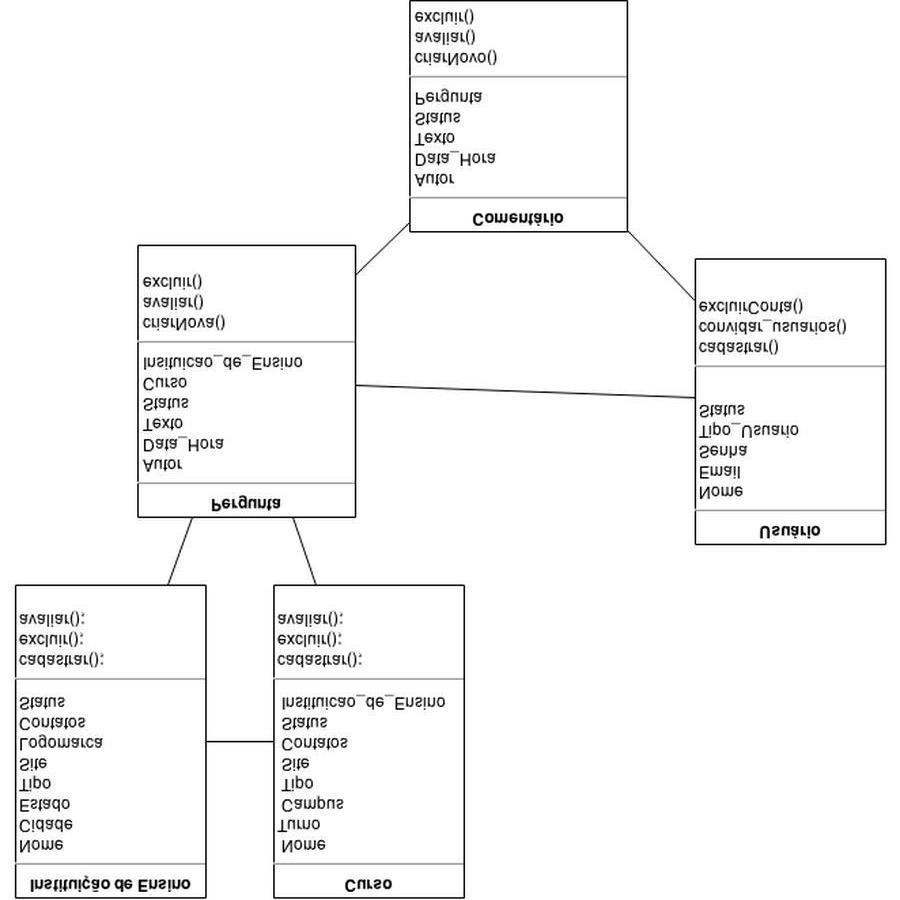 Instituição de Ensino
Nome
Cidade
Estado
Tipo
Site
Logomarca
Contatos
Status
cadastrar();
excluir();
avaliar();
Curso
Nome
Turno
Campus
Tipo
Site
Contatos
Status
Instituicao_de_Ensino
cadastrar();
excluir();
avaliar();
Usuário
Nome
Email
Senha
Tipo_Usuario
Status
cadastrar()
convidar_usuarios()
excluirConta()
Pergunta
Autor
Data_Hora
Texto
Status
Curso
Insituicao_de_Ensino
criarNova()
avaliar()
excluir()
Comentário
Autor
Data_Hora
Texto
Status
Pergunta
criarNovo()
avaliar()
excluir()